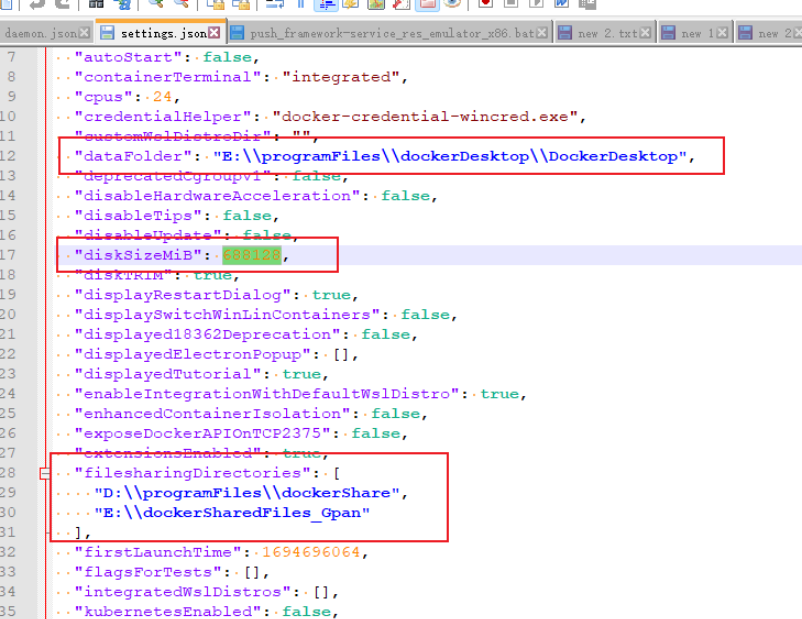 daemon.json settings.json push_framework-service_res_emulator_x86.bat new 2.txt new 1 new 2
7 "autoStart": false,
8 "containerTerminal": "integrated",
9 "cpus": 24,
10 "credentialHelper": "docker-credential-wincred.exe",
11 "customWslDistroDir": "",
12 "dataFolder": "E:\\programFiles\\dockerDesktop\\DockerDesktop",
13 "deprecatedCgroupv1": false,
14 "disableHardwareAcceleration": false,
15 "disableTips": false,
16 "disableUpdate": false,
17 "diskSizeMiB": 688128,
18 "diskTRIM": true,
19 "displayRestartDialog": true,
20 "displaySwitchWinLinContainers": false,
21 "displayed18362Deprecation": false,
22 "displayedElectronPopup": [],
23 "displayedTutorial": true,
24 "enableIntegrationWithDefaultWslDistro": true,
25 "enhancedContainerIsolation": false,
26 "exposeDockerAPIOnTCP2375": false,
27 "extensionsEnabled": true,
28 "filesharingDirectories": [
29 "D:\\programFiles\\dockerShare",
30 "E:\\dockerSharedFiles_Gpan"
31 ],
32 "firstLaunchTime": 1694696064,
33 "flagsForTests": [],
34 "integratedWslDistros": [],
35 "kubernetesEnabled": false,